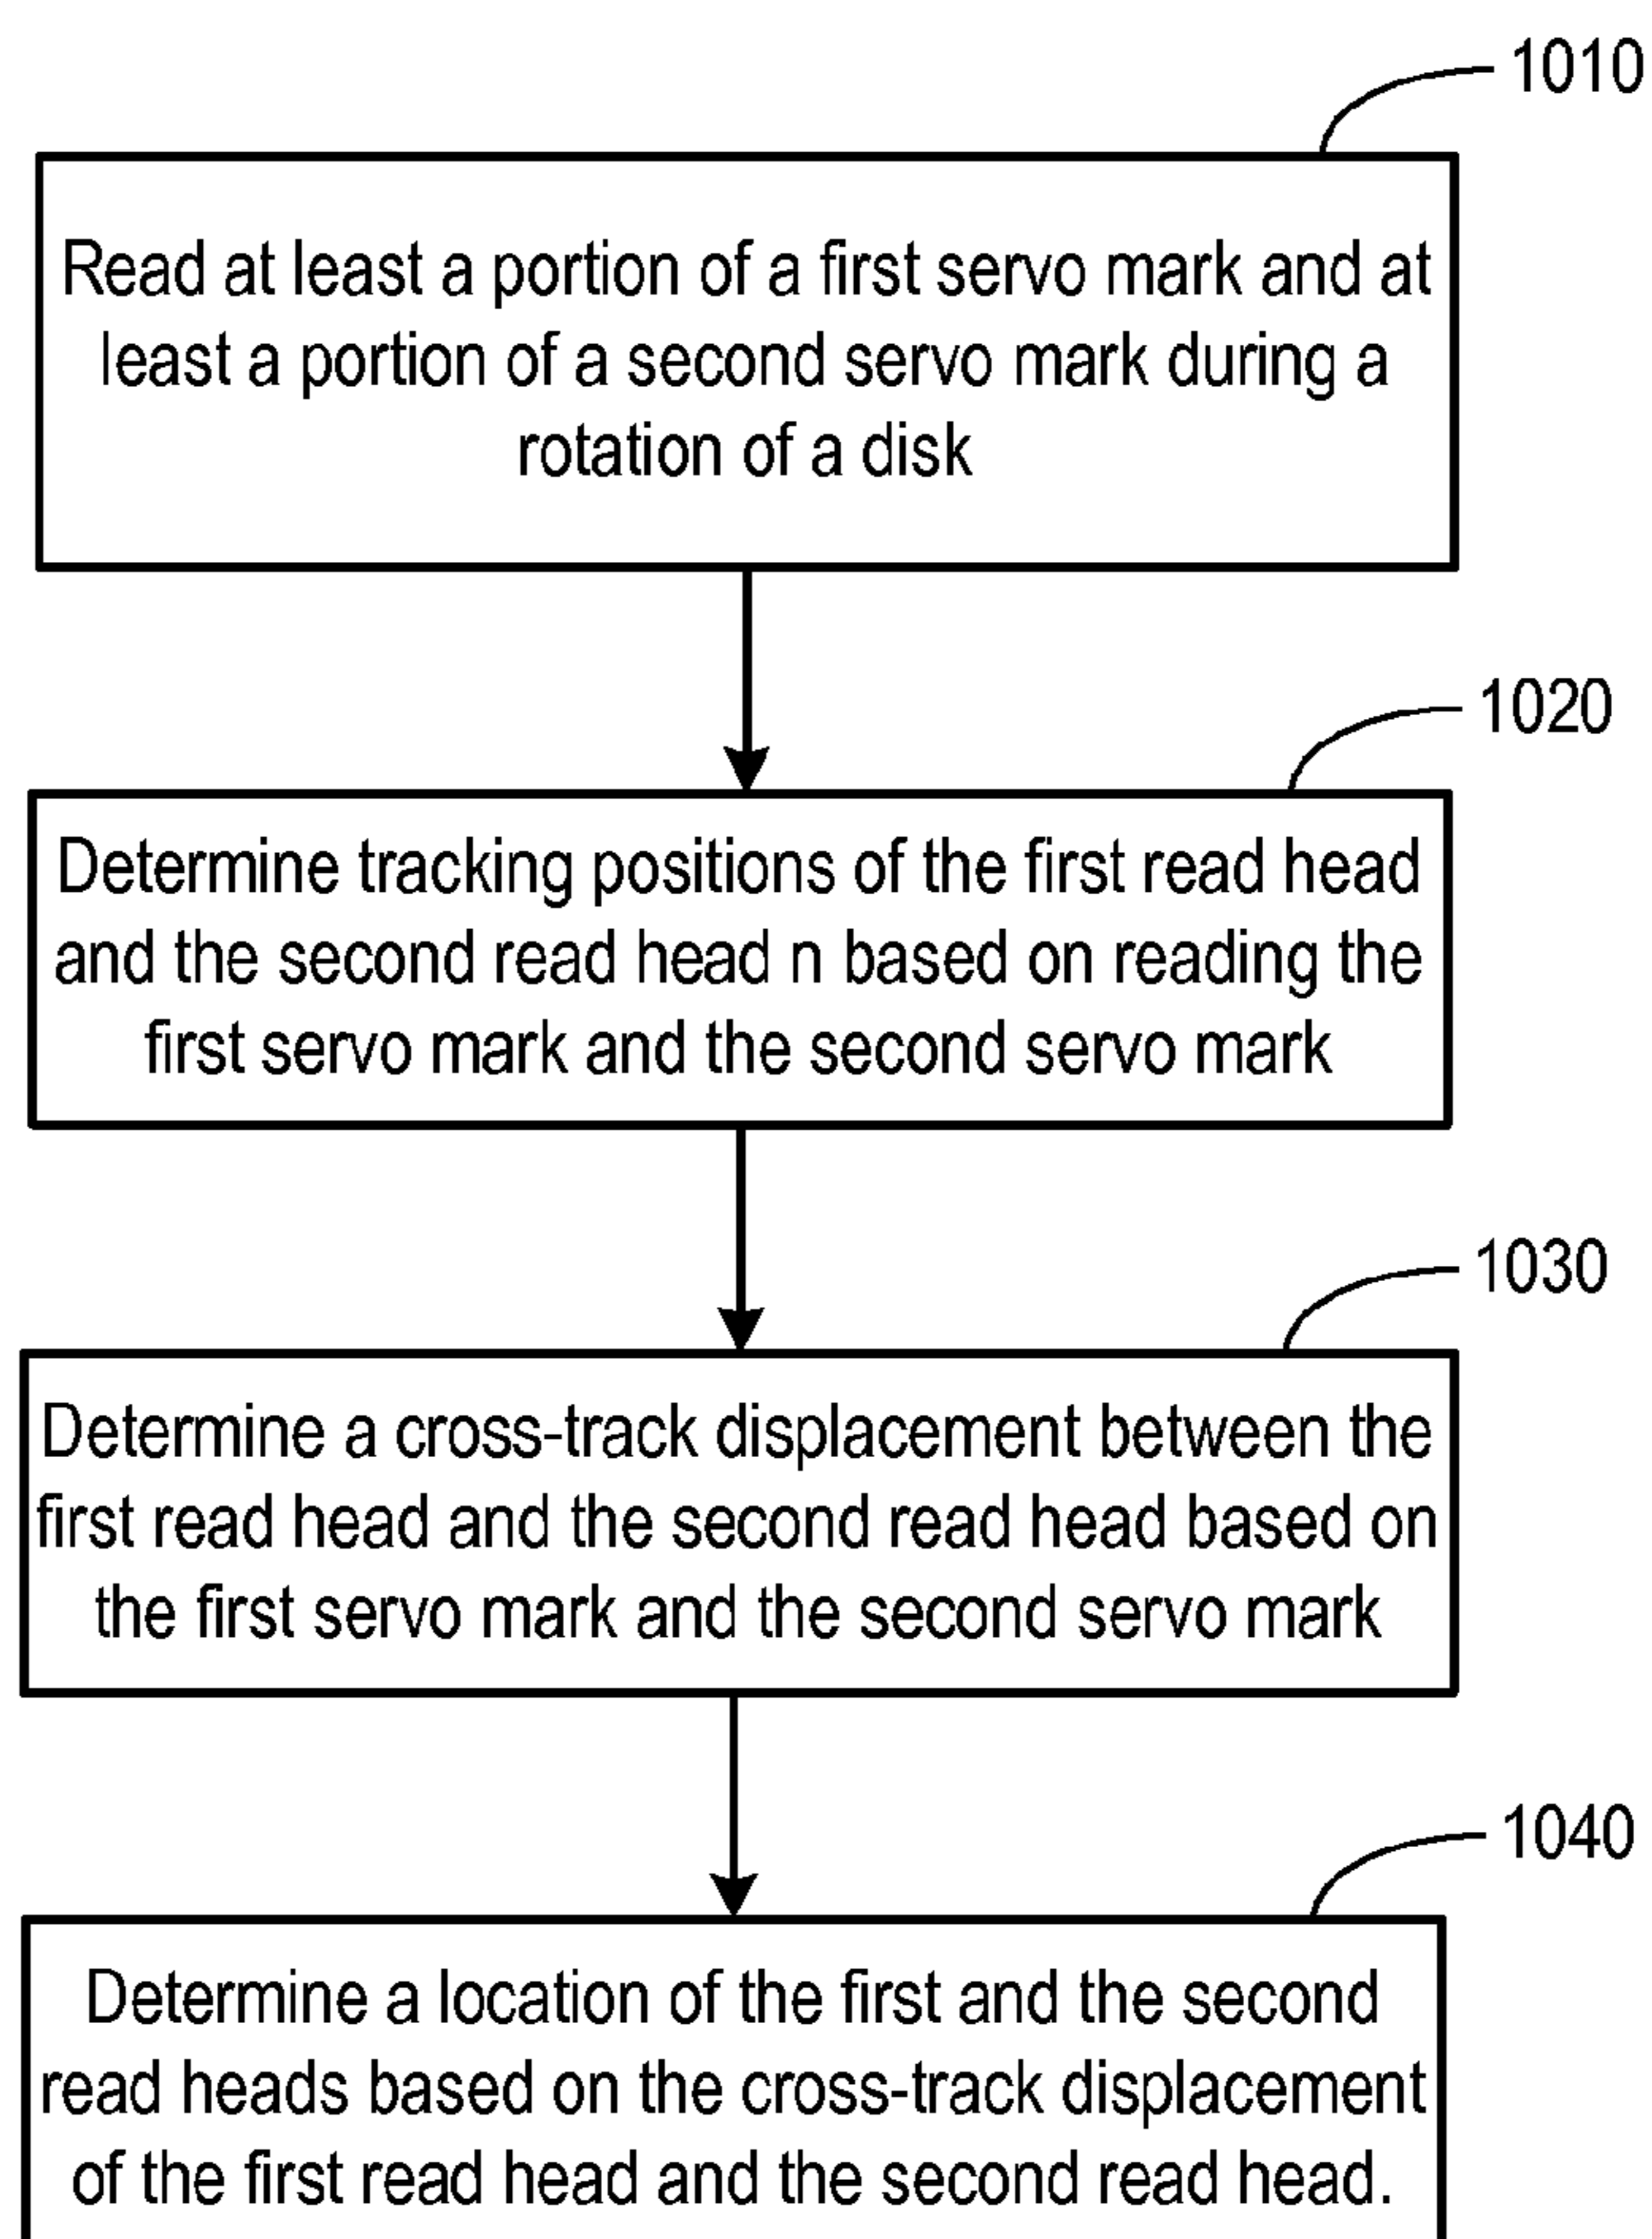 1010
Read at least a portion of a first servo mark and at
least a portion of a second servo mark during a
rotation of a disk
1020
Determine tracking positions of the first read head
and the second read head n based on reading the
first servo mark and the second servo mark
1030
Determine a cross-track displacement between the
first read head and the second read head based on
the first servo mark and the second servo mark
1040
Determine a location of the first and the second
read heads based on the cross-track displacement
of the first read head and the second read head.